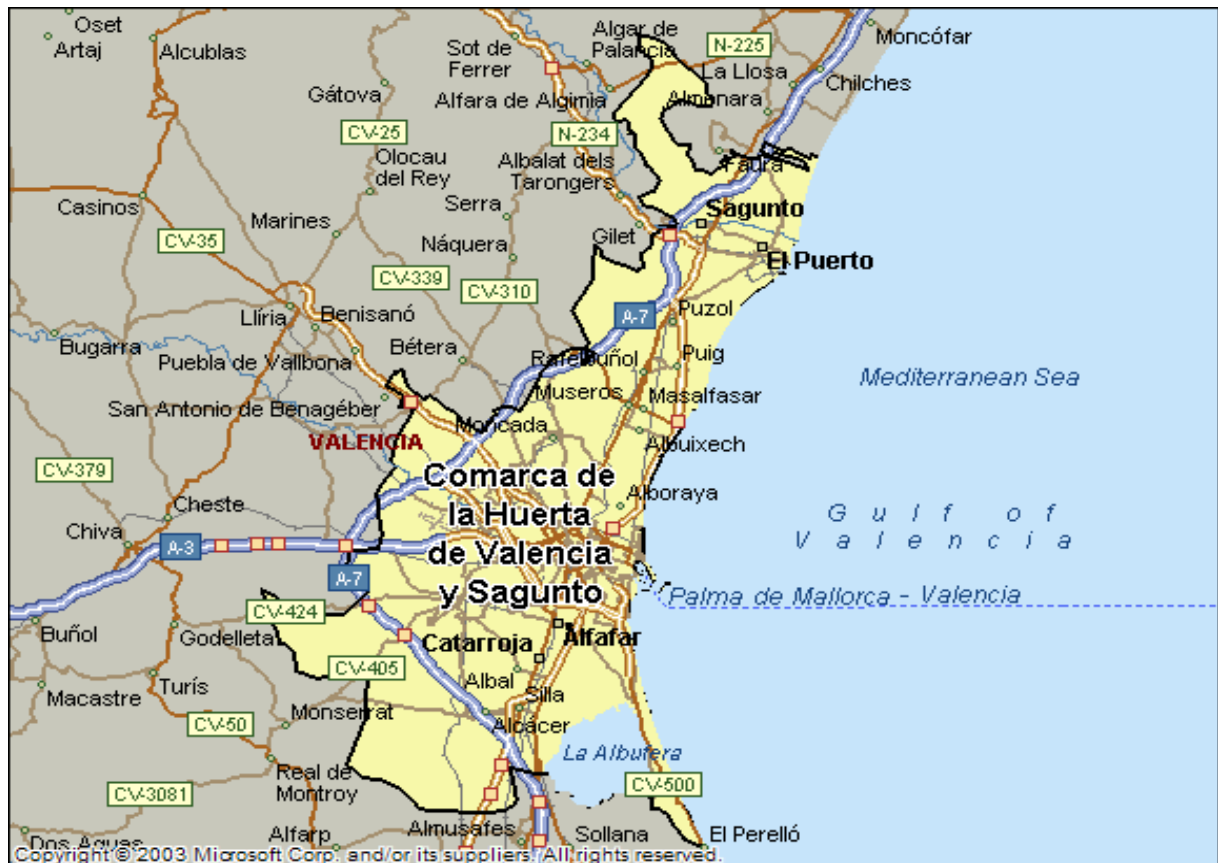 Oset
Artaj
Alcublas
Sot de
Ferrer
Algar de
Palancia
N-225
Moncófar
La Llosa
Chilches
Gátova
Alfara de Algimia
Almenara
CV-25
N-234
Olocau
del Rey
Albalat dels
Tarongers
Faura
Casinos
Marines
Serra
Sagunto
CV-35
Náquera
Gilet
El Puerto
CV-339
CV-310
Llíria
Benisanó
A-7
Puzol
Bugarra
Puebla de Vallbona
Bétera
Rafelbuñol
Puig
Mediterranean Sea
San Antonio de Benagéber
Museros
Masalfasar
VALENCIA
Moncada
Albuixech
CV-379
Comarca de
la Huerta
de Valencia
y Sagunto
Cheste
Alboraya
Chiva
A-3
Gulf of
Valencia
A-7
Palma de Mallorca - Valencia
CV-424
Buñol
Godelleta
Catarroja
Alfafar
CV-405
Macastre
Turís
Albal
Silla
CV-50
Monserrat
Alcácer
La Albufera
Real de
Montroy
CV-500
CV-3081
Dos Aguas
Alfarp
Almusafes
Sollana
El Perelló
Copyright © 2003 Microsoft Corp. and/or its suppliers. All rights reserved.